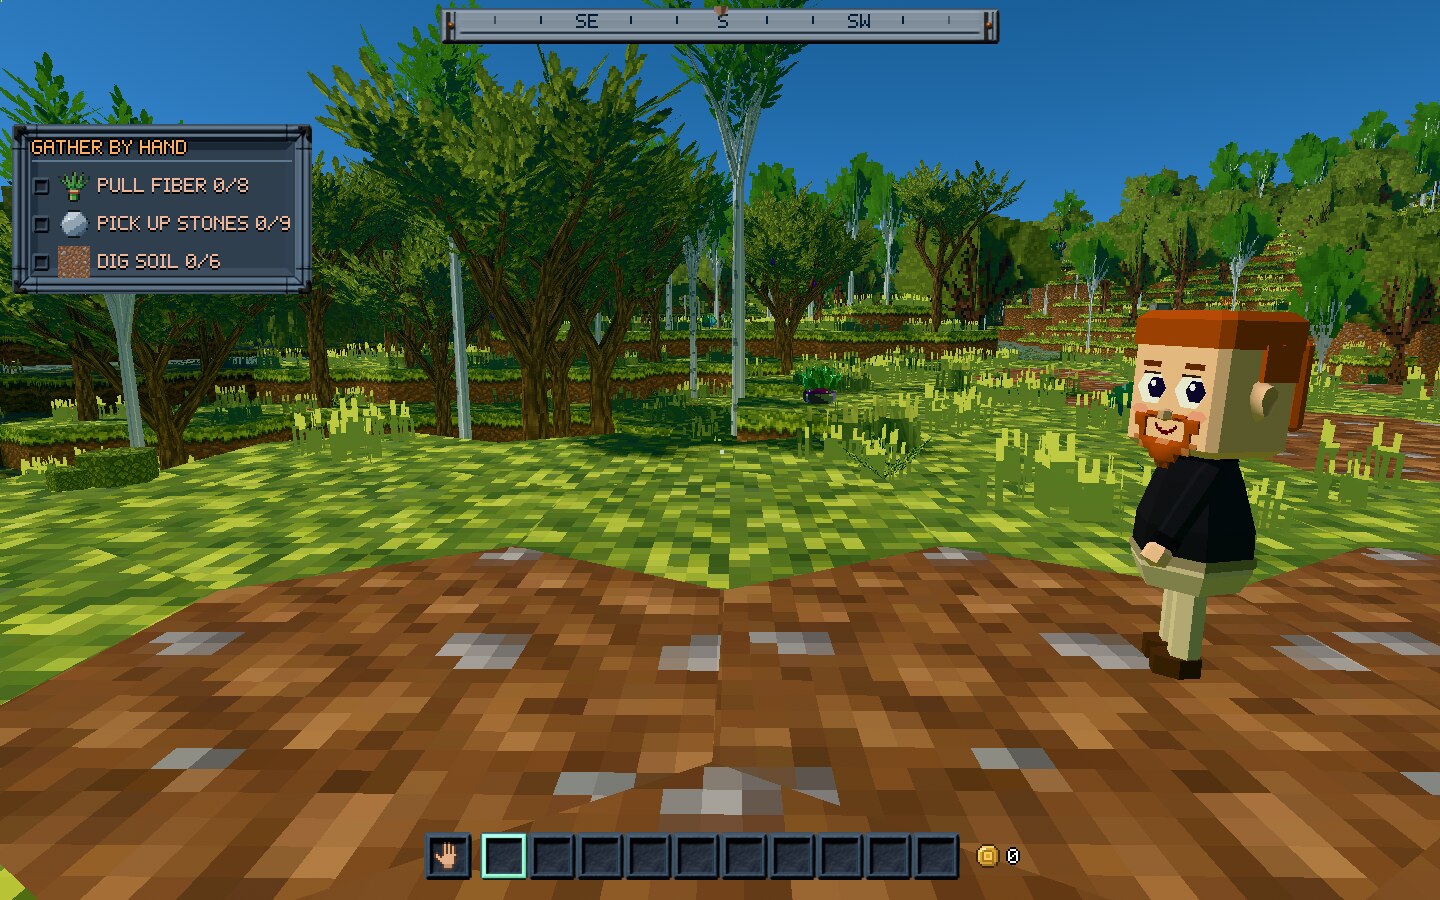 SE S SW
GATHER BY HAND
PULL FIBER 0/8
PICK UP STONES 0/9
DIG SOIL 0/6
0